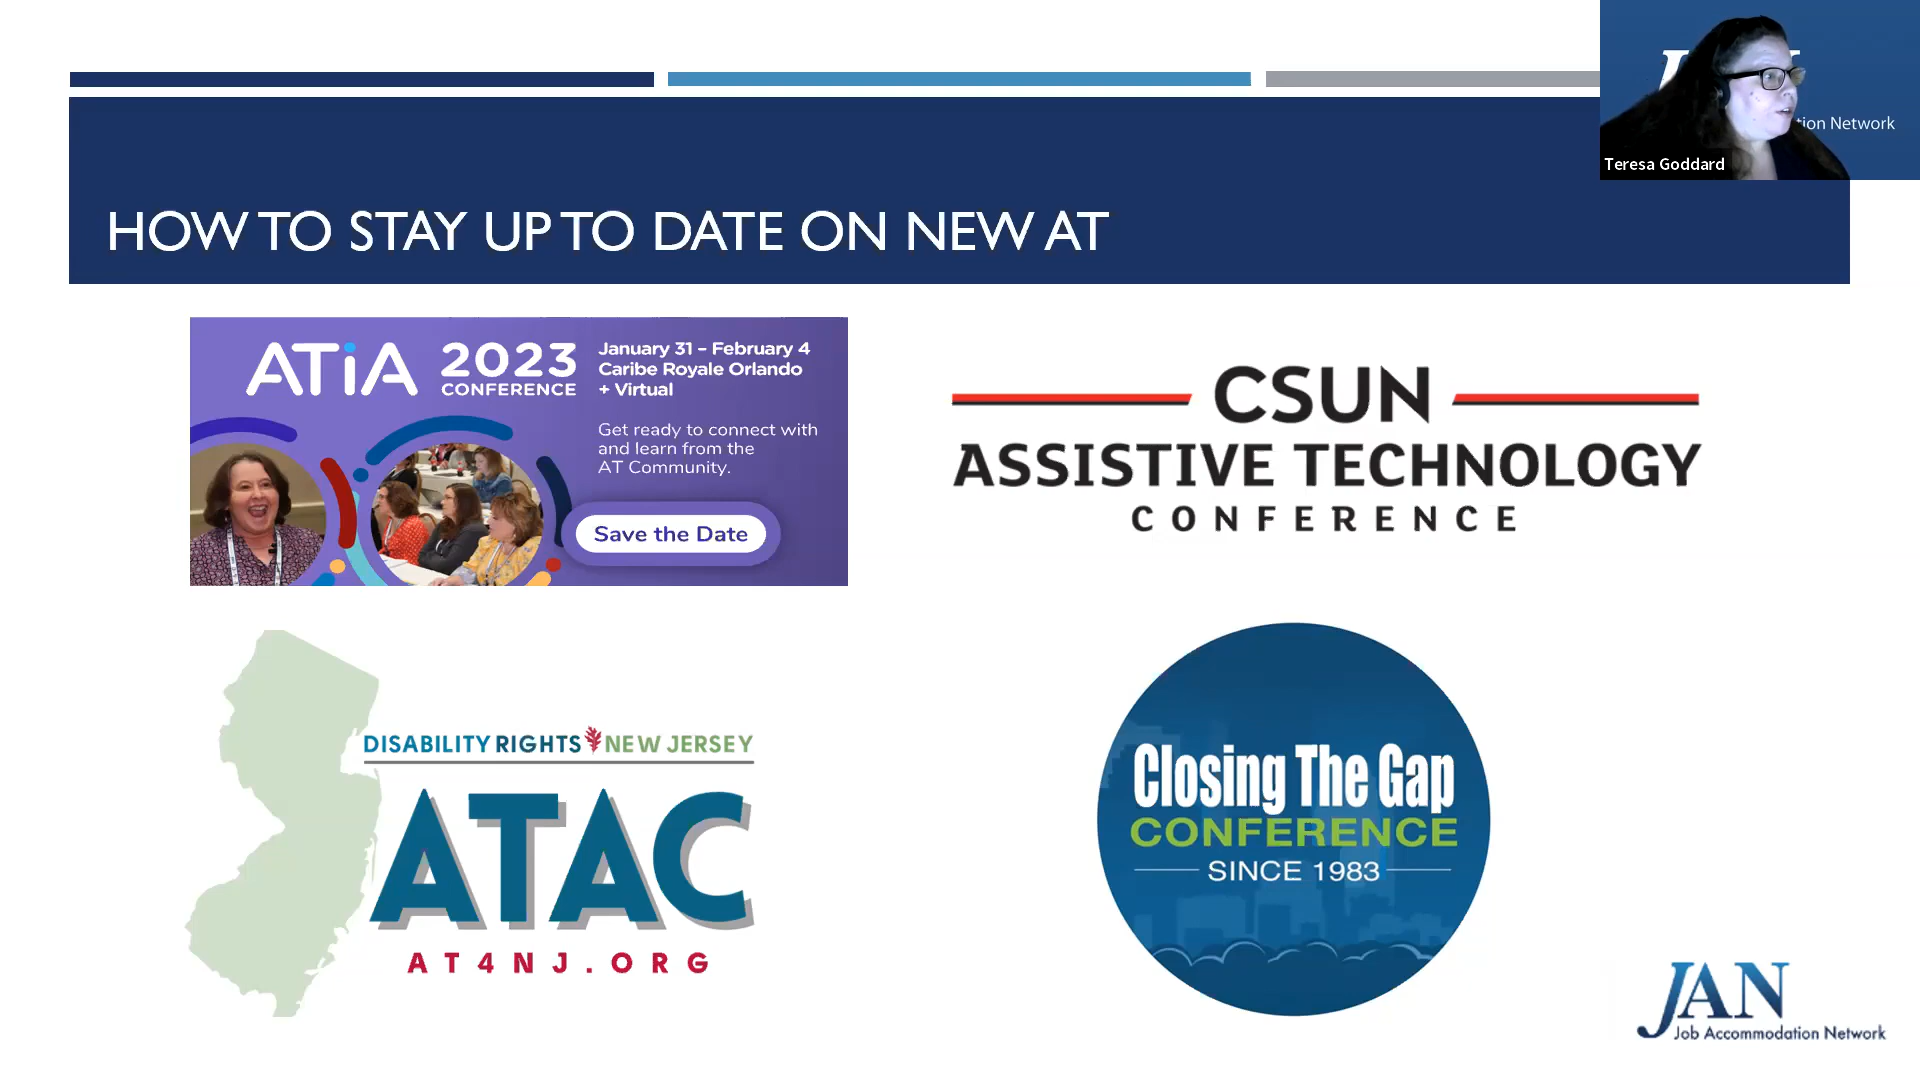 tion Network
Teresa Goddard
HOW TO STAY UP TO DATE ON NEW AT
ATiA 2023
CONFERENCE
January 31 – February 4
Caribe Royale Orlando
+ Virtual
Get ready to connect with
and learn from the
AT Community.
Save the Date
CSUN
ASSISTIVE TECHNOLOGY
CONFERENCE
DISABILITY RIGHTS NEW JERSEY
ATAC
AT4NJ.ORG
Closing The Gap
CONFERENCE
SINCE 1983
JAN
Job Accommodation Network